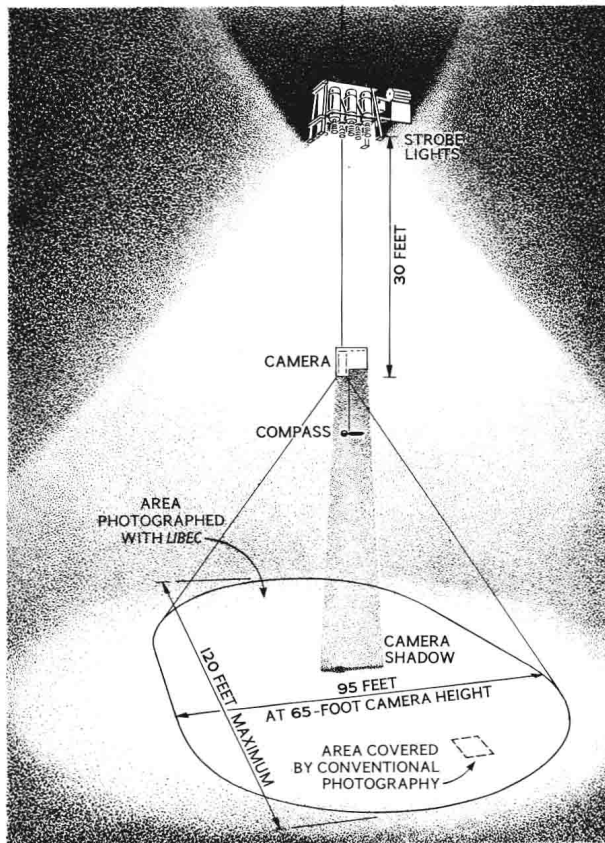 STROBE
LIGHTS
30 FEET
CAMERA
COMPASS
AREA
PHOTOGRAPHED
WITH LIBEC
CAMERA
SHADOW
120 FEET MAXIMUM
95 FEET
AT 65-FOOT CAMERA HEIGHT
AREA COVERED
BY CONVENTIONAL
PHOTOGRAPHY